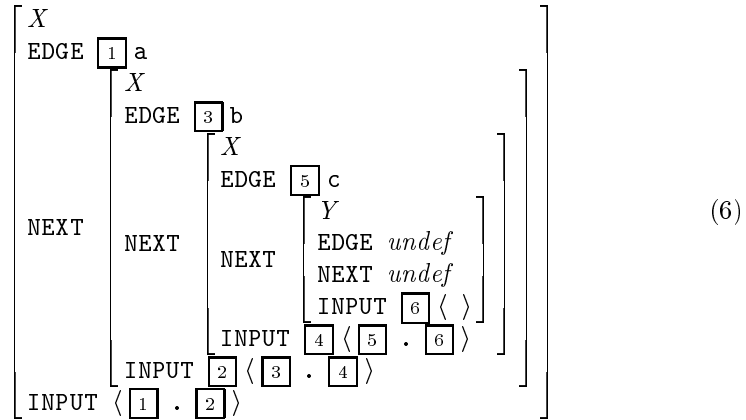 X
EDGE 1 a
X
EDGE 3 b
X
EDGE 5 c
Y
EDGE undef
NEXT NEXT NEXT NEXT undef
INPUT 6 ⟨ ⟩
INPUT 4 ⟨ 5 . 6 ⟩
INPUT 2 ⟨ 3 . 4 ⟩
INPUT ⟨ 1 . 2 ⟩
(6)